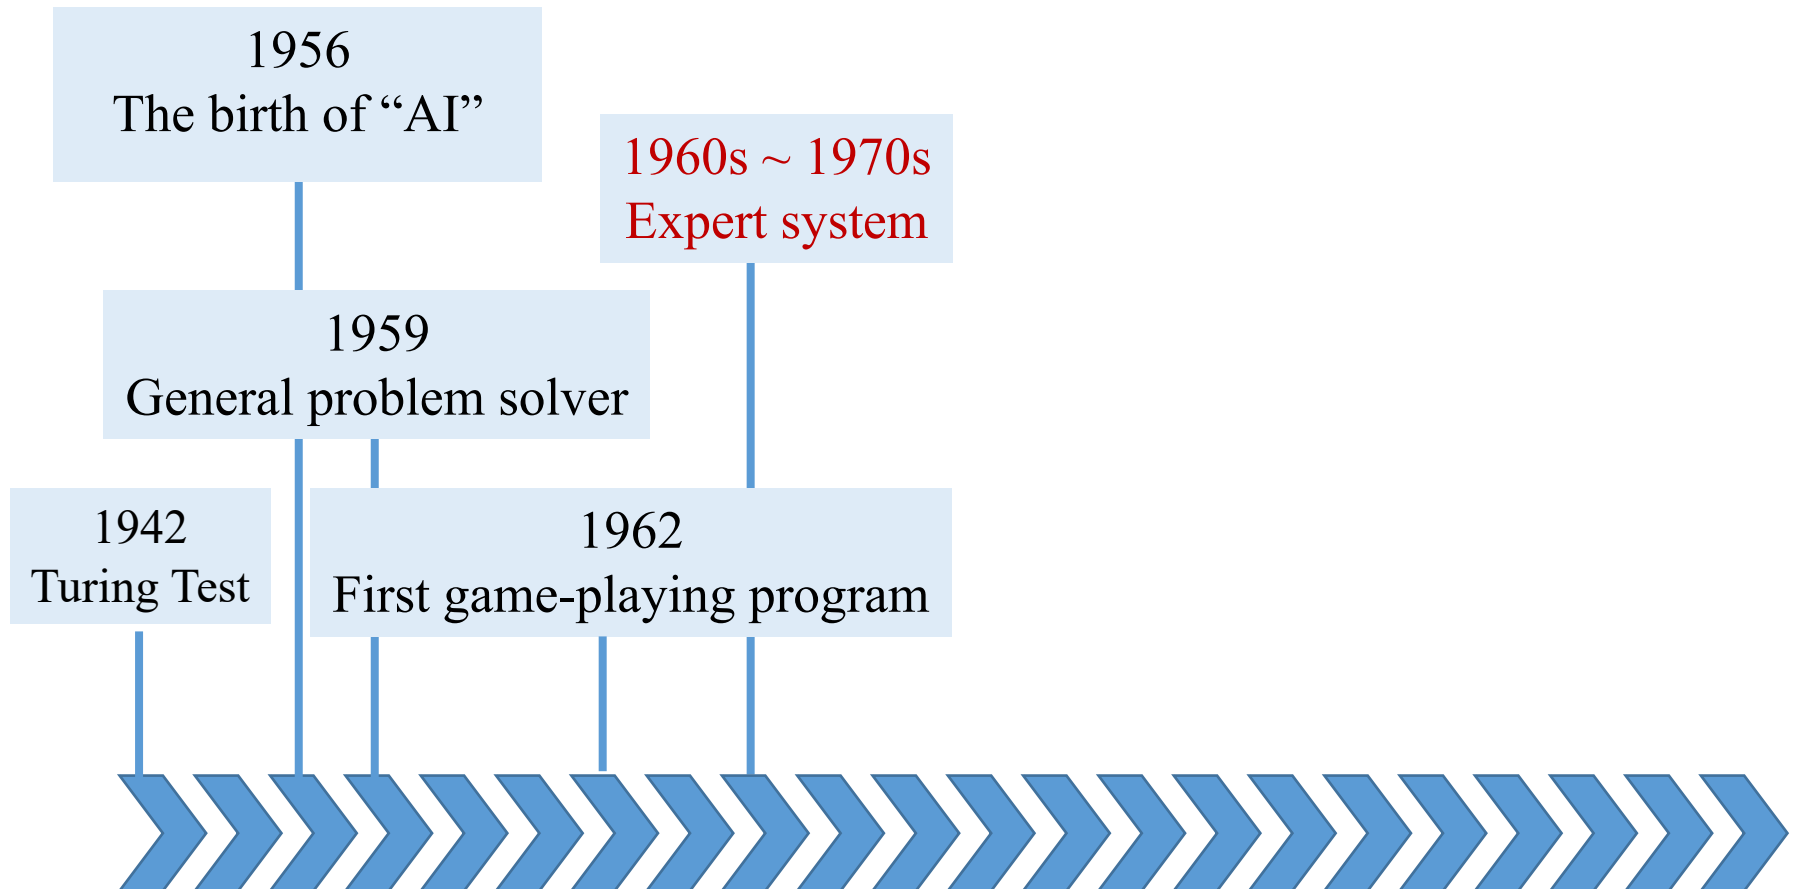 1956
The birth of “AI”
1960s ~ 1970s
Expert system
1959
General problem solver
1942
Turing Test
1962
First game-playing program